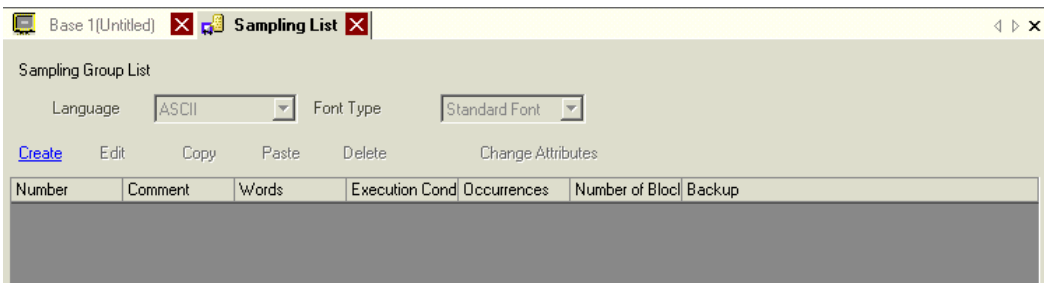 Base 1(Untitled) Sampling List
Sampling Group List
Language ASCII Font Type Standard Font
Create Edit Copy Paste Delete Change Attributes
Number Comment Words Execution Cond Occurrences Number of Blocl Backup